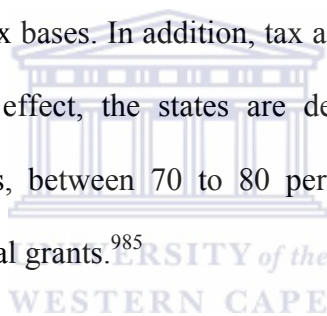 x bases. In addition, tax a
effect, the states are de
s, between 70 to 80 per
al grants.985
UNIVERSITY of the
WESTERN CAPE